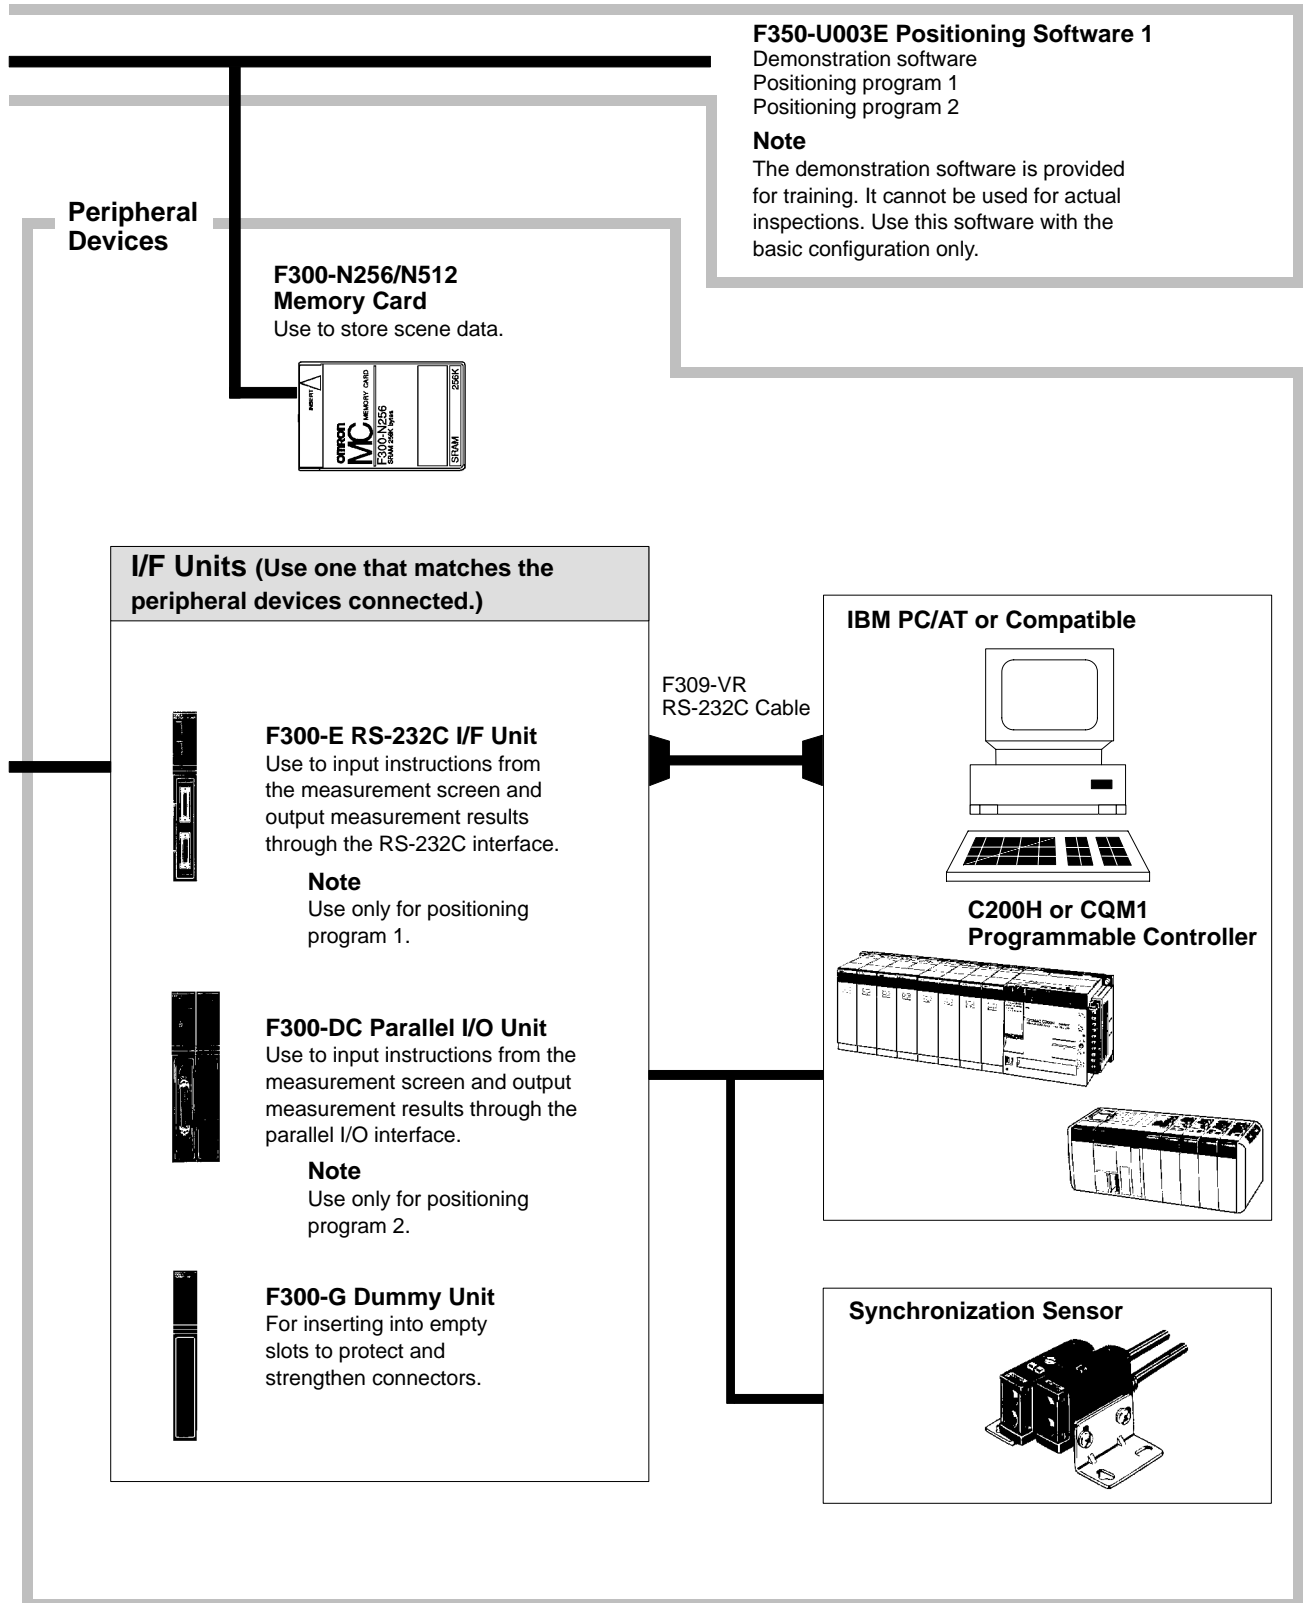 F350-U003E Positioning Software 1
Demonstration software
Positioning program 1
Positioning program 2
Note
The demonstration software is provided
for training. It cannot be used for actual
inspections. Use this software with the
basic configuration only.
Peripheral
Devices
F300-N256/N512
Memory Card
Use to store scene data.
INSERT
OMRON
MC MEMORY CARD
F300-N256
SRAM 256K bytes
SRAM 256K
I/F Units (Use one that matches the
peripheral devices connected.)
F300-E RS-232C I/F Unit
Use to input instructions from
the measurement screen and
output measurement results
through the RS-232C interface.
Note
Use only for positioning
program 1.
F300-DC Parallel I/O Unit
Use to input instructions from the
measurement screen and output
measurement results through the
parallel I/O interface.
Note
Use only for positioning
program 2.
F300-G Dummy Unit
For inserting into empty
slots to protect and
strengthen connectors.
F309-VR
RS-232C Cable
IBM PC/AT or Compatible
C200H or CQM1
Programmable Controller
Synchronization Sensor